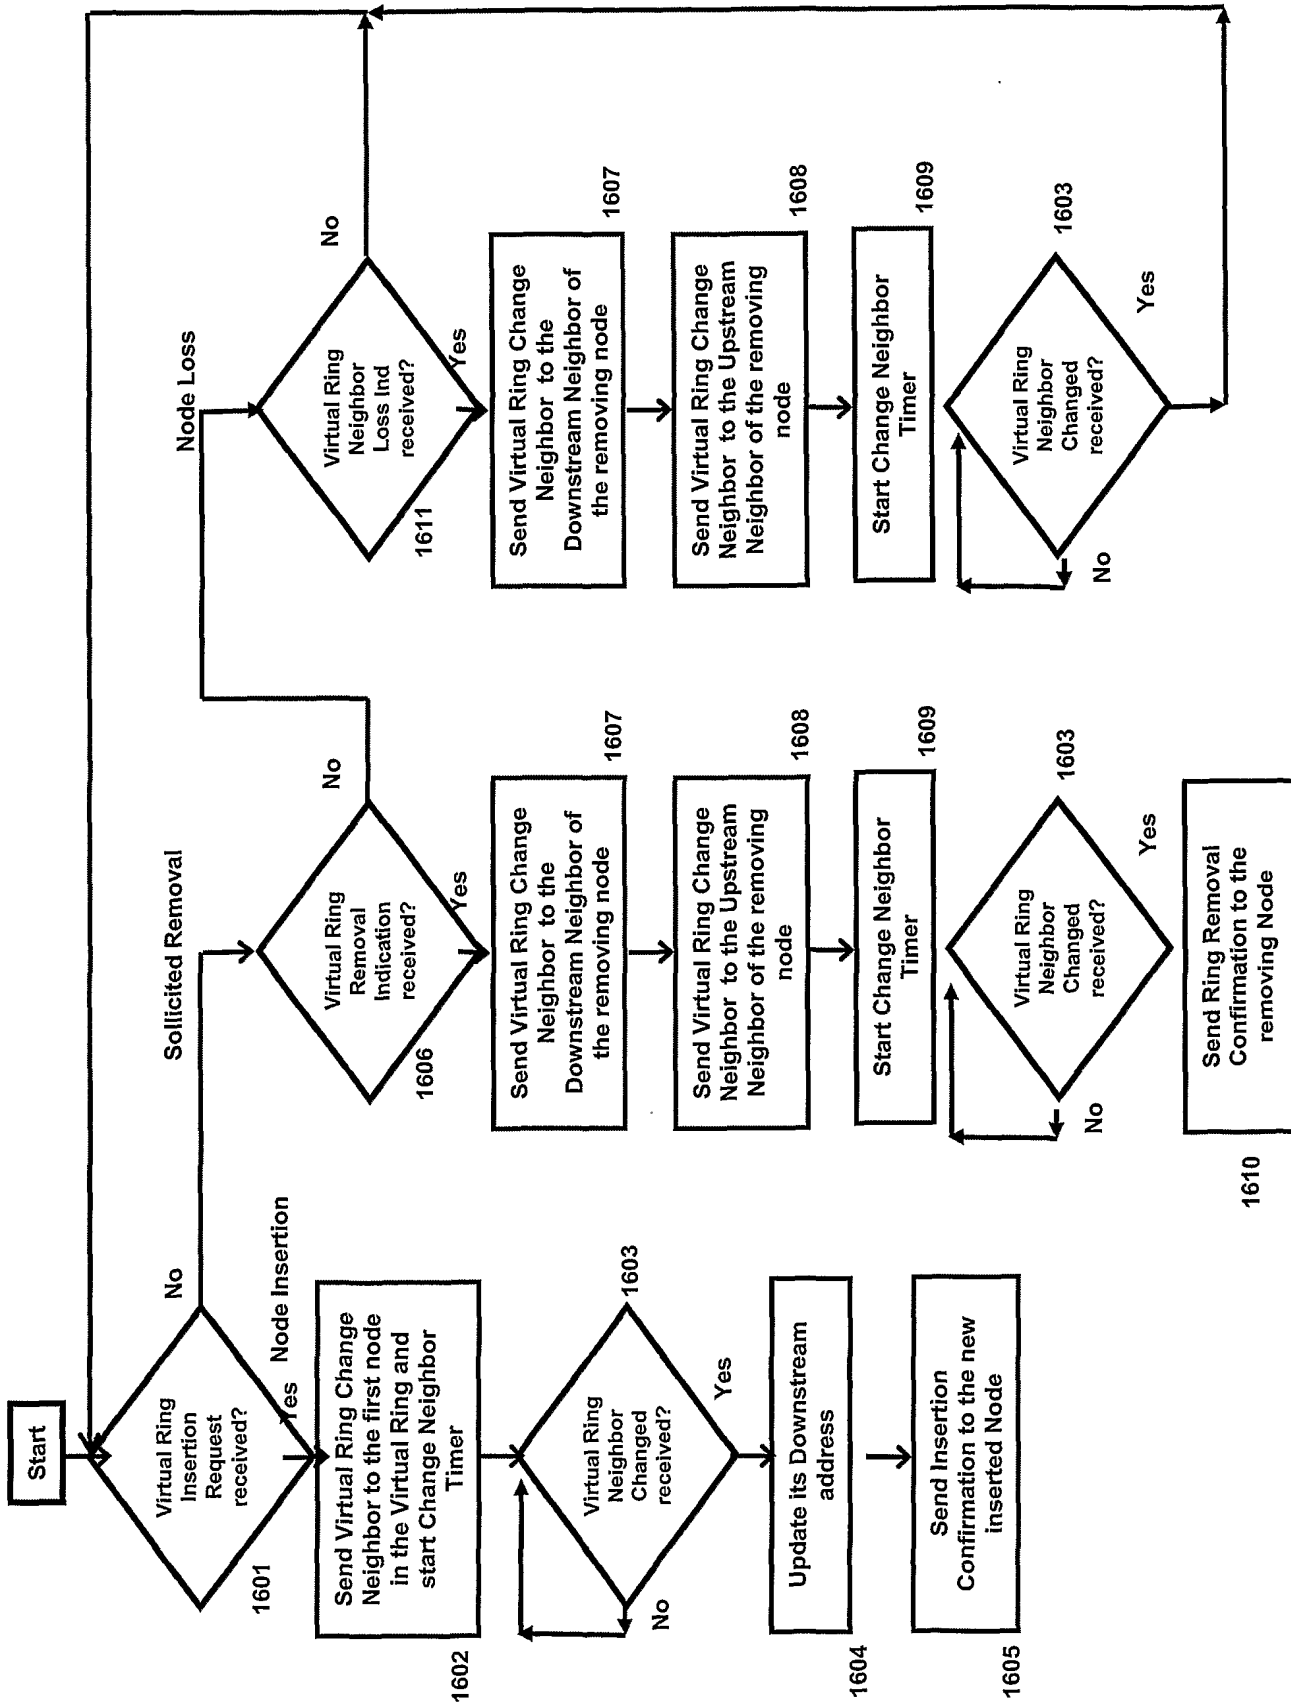 Start
Virtual Ring
Insertion
Request
received?
1601
No
Yes
Node Insertion
Send Virtual Ring Change
Neighbor to the first node
in the Virtual Ring and
start Change Neighbor
Timer
1602
Virtual Ring
Neighbor
Changed
received?
1603
No
Yes
Update its Downstream
address
1604
Send Insertion
Confirmation to the new
inserted Node
1605
Sollicited Removal
Virtual Ring
Removal
Indication
received?
1606
No
Yes
Send Virtual Ring Change
Neighbor to the
Downstream Neighbor of
the removing node
1607
Send Virtual Ring Change
Neighbor to the Upstream
Neighbor of the removing
node
1608
Start Change Neighbor
Timer
1609
Virtual Ring
Neighbor
Changed
received?
1603
No
Yes
Send Ring Removal
Confirmation to the
removing Node
1610
Node Loss
Virtual Ring
Neighbor
Loss Ind
received?
1611
No
Yes
Send Virtual Ring Change
Neighbor to the
Downstream Neighbor of
the removing node
1607
Send Virtual Ring Change
Neighbor to the Upstream
Neighbor of the removing
node
1608
Start Change Neighbor
Timer
1609
Virtual Ring
Neighbor
Changed
received?
1603
No
Yes